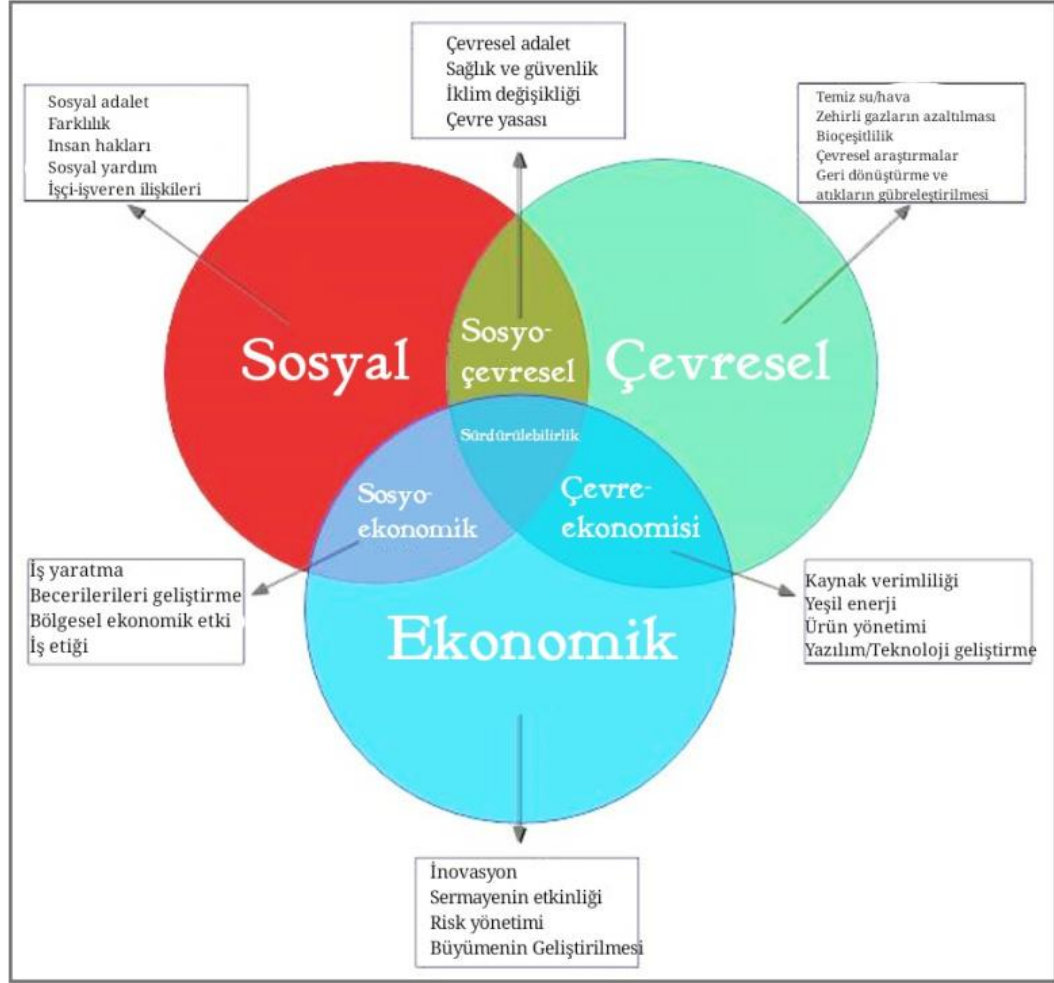 Çevresel adalet
Sağlık ve güvenlik
İklim değişikliği
Çevre yasası
Sosyal adalet
Farklılık
Insan hakları
Sosyal yardım
İşçi-işveren ilişkileri
Temiz su/hava
Zehirli gazların azaltılması
Bioçeşitlilik
Çevresel araştırmalar
Geri dönüştürme ve
atıkların gübreleştirilmesi
Sosyal
Sosyo-
çevresel
Çevresel
Sürdürülebilirlik
Sosyo-
ekonomik
Çevre-
ekonomisi
İş yaratma
Becerilerileri geliştirme
Bölgesel ekonomik etki
İş etiği
Kaynak verimliliği
Yeşil enerji
Ürün yönetimi
Yazılım/Teknoloji geliştirme
Ekonomik
İnovasyon
Sermayenin etkinliği
Risk yönetimi
Büyümenin Geliştirilmesi